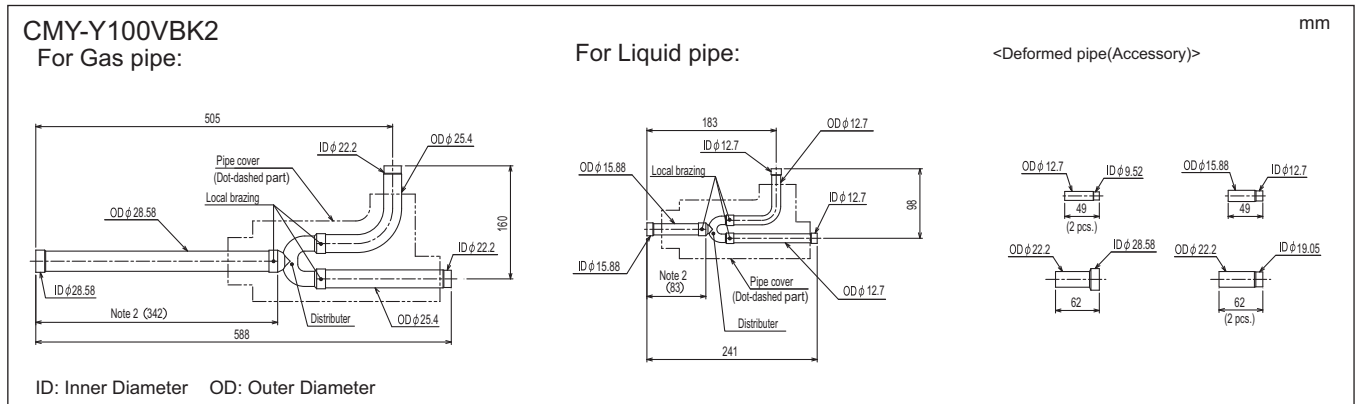 CMY-Y100VBK2
mm
For Gas pipe:
For Liquid pipe:
<Deformed pipe(Accessory)>
505
ID ϕ 22.2
OD ϕ 25.4
Pipe cover
(Dot-dashed part)
Local brazing
OD ϕ 28.58
160
ID ϕ 22.2
ID ϕ 28.58
Note 2 (342)
Distributer
OD ϕ 25.4
588
183
OD ϕ 12.7
ID ϕ 12.7
OD ϕ 15.88
Local brazing
ID ϕ 12.7
98
ID ϕ 15.88
Note 2
(83)
Pipe cover
(Dot-dashed part)
OD ϕ 12.7
Distributer
241
OD ϕ 12.7
ID ϕ 9.52
49
(2 pcs.)
OD ϕ 15.88
ID ϕ 12.7
49
OD ϕ 22.2
ID ϕ 28.58
62
OD ϕ 22.2
ID ϕ 19.05
62
(2 pcs.)
ID: Inner Diameter OD: Outer Diameter